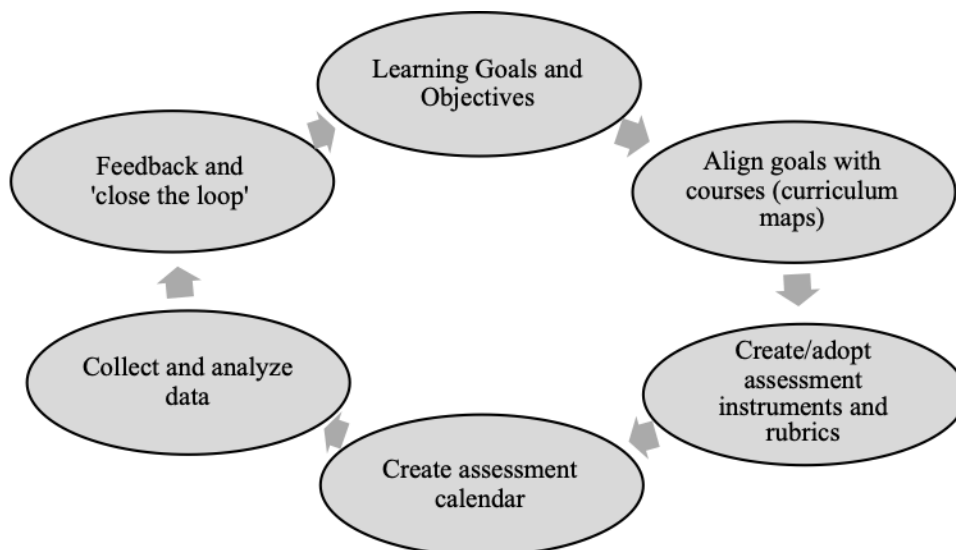 Learning Goals and
Objectives
Align goals with
courses (curriculum
maps)
Create/adopt
assessment
instruments and
rubrics
Create assessment
calendar
Collect and analyze
data
Feedback and
'close the loop'